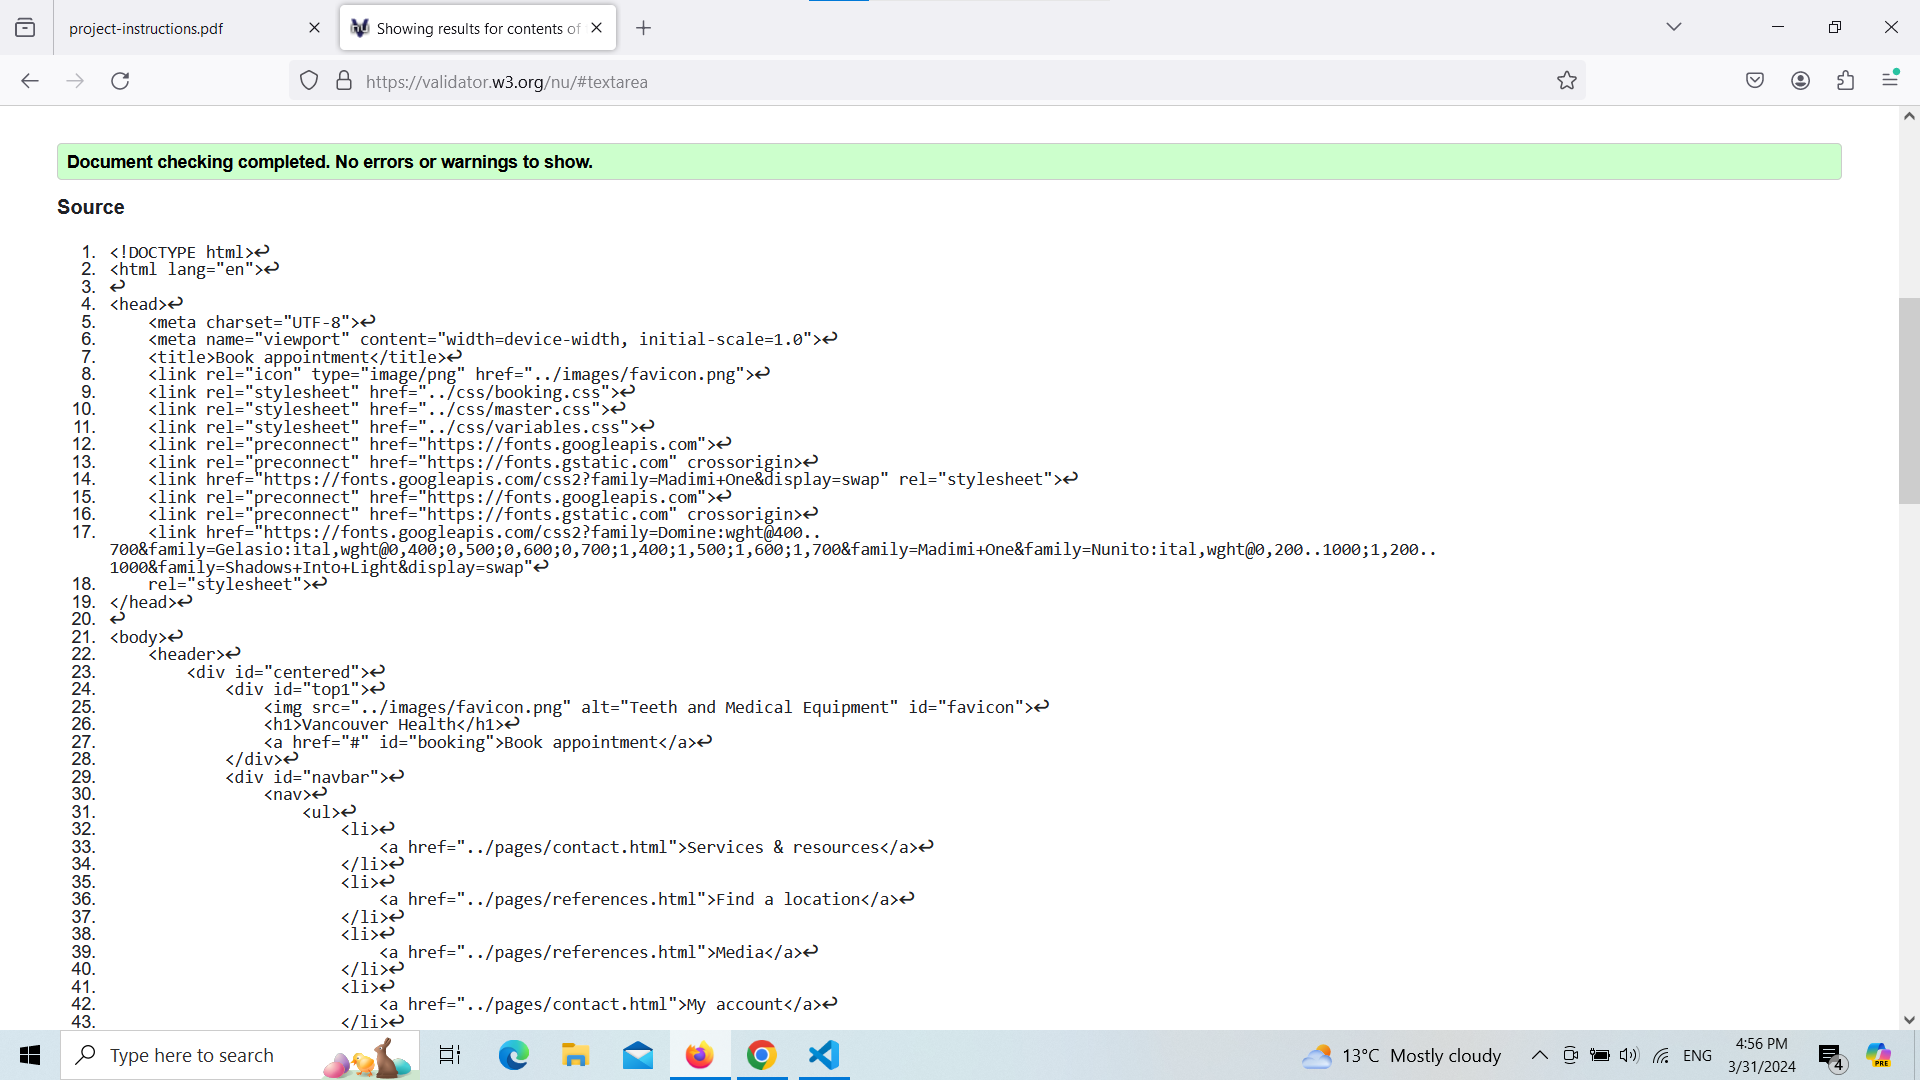 project-instructions.pdf
Showing results for contents of
https://validator.w3.org/nu/#textarea
Document checking completed. No errors or warnings to show.
Source
1. <!DOCTYPE html>↩
2. <html lang="en">↩
3. ↩
4. <head>↩
5. <meta charset="UTF-8">↩
6. <meta name="viewport" content="width=device-width, initial-scale=1.0">↩
7. <title>Book appointment</title>↩
8. <link rel="icon" type="image/png" href="../images/favicon.png">↩
9. <link rel="stylesheet" href="../css/booking.css">↩
10. <link rel="stylesheet" href="../css/master.css">↩
11. <link rel="stylesheet" href="../css/variables.css">↩
12. <link rel="preconnect" href="https://fonts.googleapis.com">↩
13. <link rel="preconnect" href="https://fonts.gstatic.com" crossorigin>↩
14. <link href="https://fonts.googleapis.com/css2?family=Madimi+One&display=swap" rel="stylesheet">↩
15. <link rel="preconnect" href="https://fonts.googleapis.com">↩
16. <link rel="preconnect" href="https://fonts.gstatic.com" crossorigin>↩
17. <link href="https://fonts.googleapis.com/css2?family=Domine:wght@400..
700&family=Gelasio:ital,wght@0,400;0,500;0,600;0,700;1,400;1,500;1,600;1,700&family=Madimi+One&family=Nunito:ital,wght@0,200..1000;1,200..
1000&family=Shadows+Into+Light&display=swap"↩
18. rel="stylesheet">↩
19. </head>↩
20. ↩
21. <body>↩
22. <header>↩
23. <div id="centered">↩
24. <div id="top1">↩
25. <img src="../images/favicon.png" alt="Teeth and Medical Equipment" id="favicon">↩
26. <h1>Vancouver Health</h1>↩
27. <a href="#" id="booking">Book appointment</a>↩
28. </div>↩
29. <div id="navbar">↩
30. <nav>↩
31. <ul>↩
32. <li>↩
33. <a href="../pages/contact.html">Services & resources</a>↩
34. </li>↩
35. <li>↩
36. <a href="../pages/references.html">Find a location</a>↩
37. </li>↩
38. <li>↩
39. <a href="../pages/references.html">Media</a>↩
40. </li>↩
41. <li>↩
42. <a href="../pages/contact.html">My account</a>↩
43. </li>↩
Type here to search
13°C Mostly cloudy
ENG
4:56 PM
3/31/2024
4
PRE